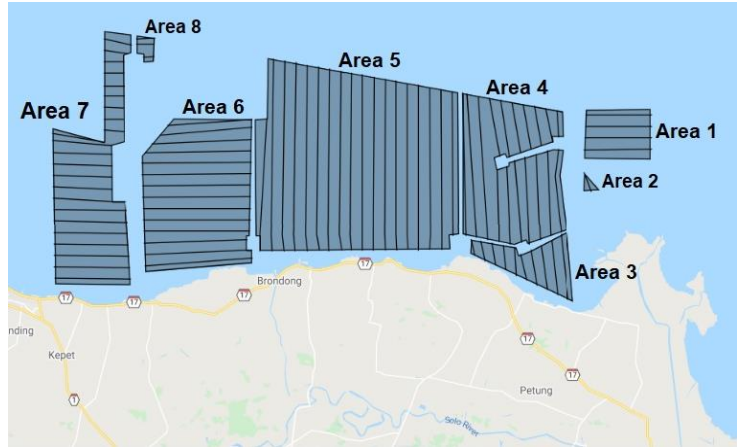 Area 8
Area 5
Area 4
Area 7
Area 6
Area 1
Area 2
Area 3
17
17
17
17
Brondong
nding
Kepet
17
17
1
Petung
Solo River